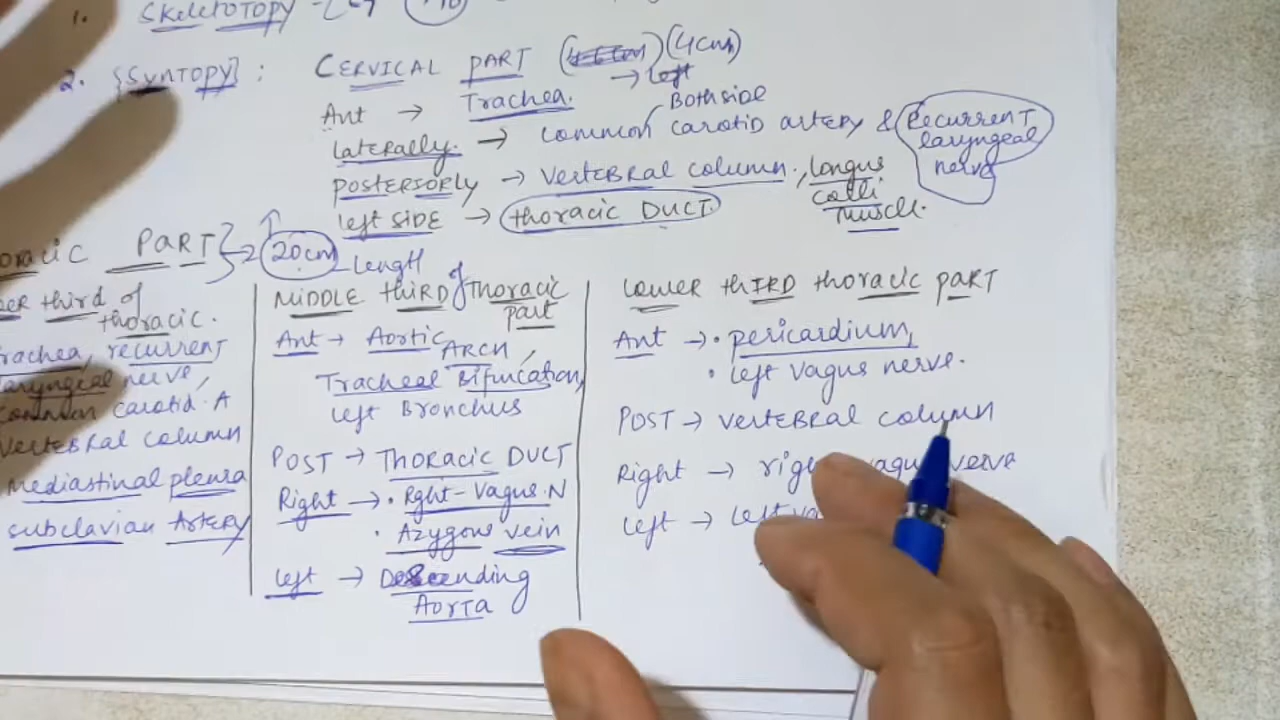 1. Skeletotopy
2. {Syntopy} : CERVICAL PART (4cm)
→ left
Ant → Trachea.
Both side
laterally. → common carotid artery & Recurrent laryngeal nerve
posteriorly → vertebral column, longus colli muscle.
left side → thoracic DUCT
PART} 20cm
Length
third of thoracic.
recurrent
laryngeal nerve,
common carotid. A
vertebral column
mediastinal pleura
subclavian Artery
MIDDLE third of thoracic part
Ant → Aortic ARCH,
Tracheal Bifurcation,
left Bronchus
POST → Thoracic DUCT
Right → • Rght-Vagus.N
• Azygous vein
left → Descending
Aorta
Lower thIRD thoracic part
Ant → • pericardium,
• left vagus nerve.
POST → vertebral column
Right →
left →